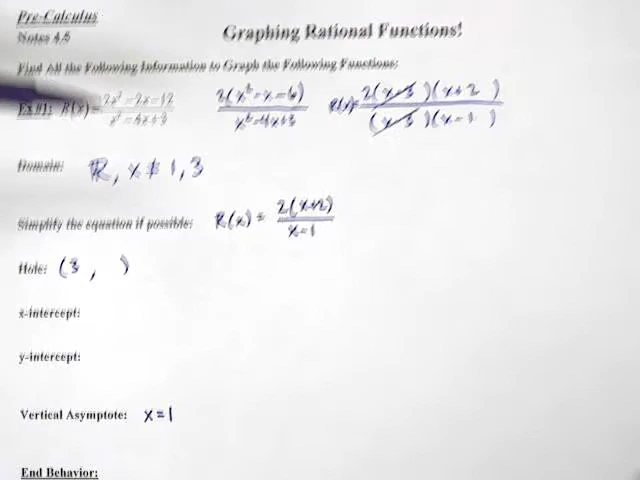 Pre-Calculus
Graphing Rational Functions!
Notes 4.5
Find All the Following Information to Graph the Following Functions:
Ex #1: R(x) = 2x² - 2x - 12 / x² - 4x + 3    2(x² - x - 6) / x² - 4x + 3    R(x) = 2(x - 3)(x + 2) / (x - 3)(x - 1)
Domain: ℝ, x ≠ 1, 3
Simplify the equation if possible: R(x) = 2(x+2) / x - 1
Hole: (3, )
x-intercept:
y-intercept:
Vertical Asymptote: x = 1
End Behavior: